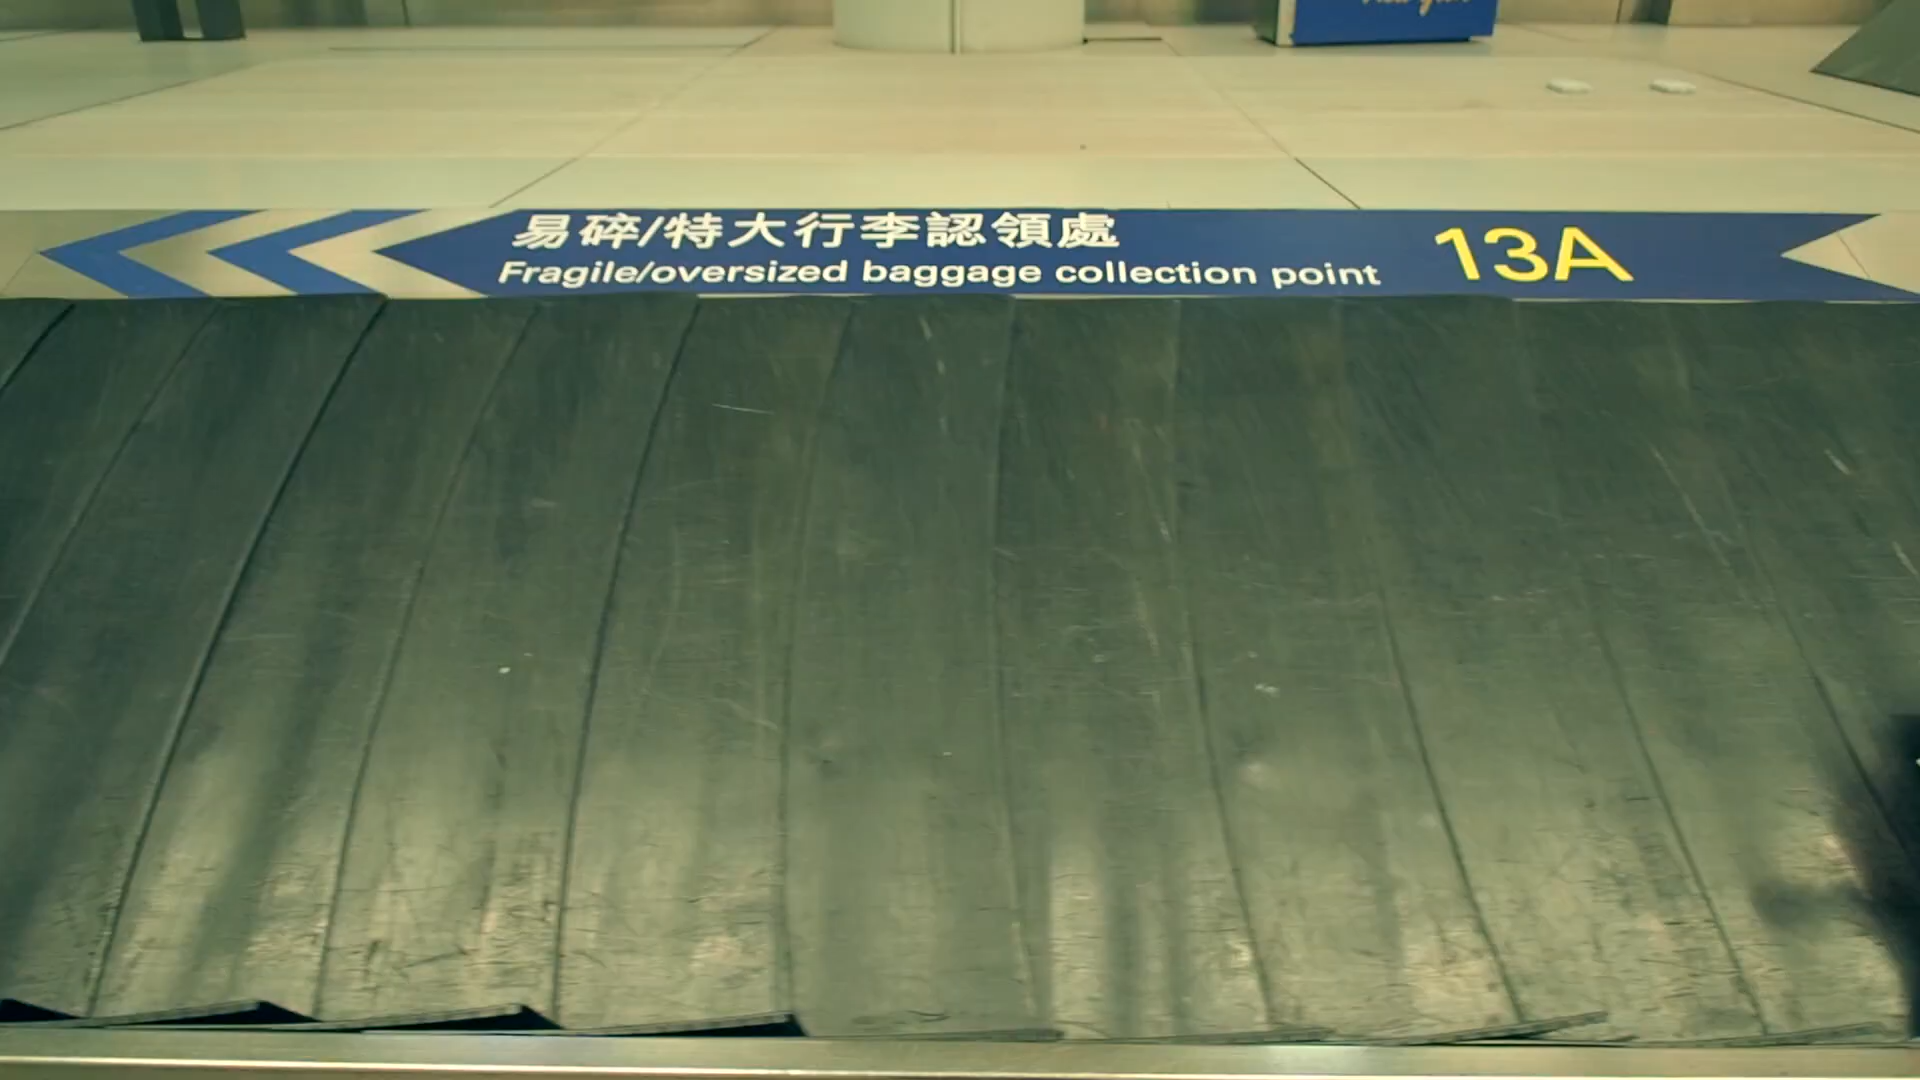 易碎/特大行李認領處
Fragile/oversized baggage collection point
13A